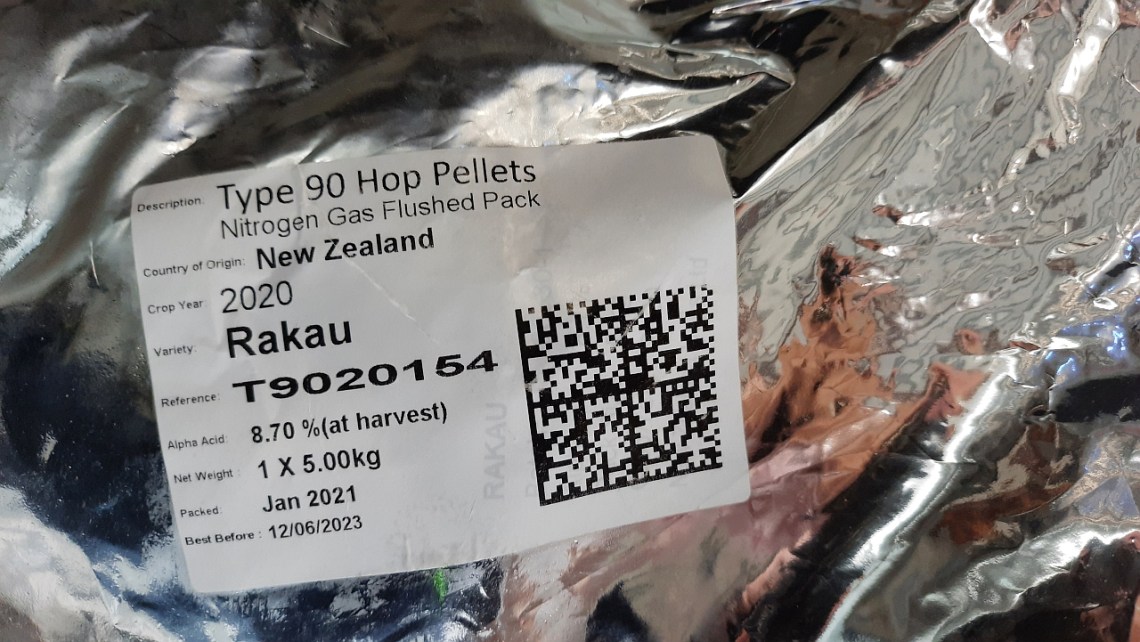 Description: Type 90 Hop Pellets
Nitrogen Gas Flushed Pack
Country of Origin: New Zealand
Crop Year: 2020
Variety: Rakau
Reference: T9020154
Alpha Acid: 8.70 %(at harvest)
Net Weight : 1 X 5.00kg
Packed: Jan 2021
Best Before : 12/06/2023
RAKAU